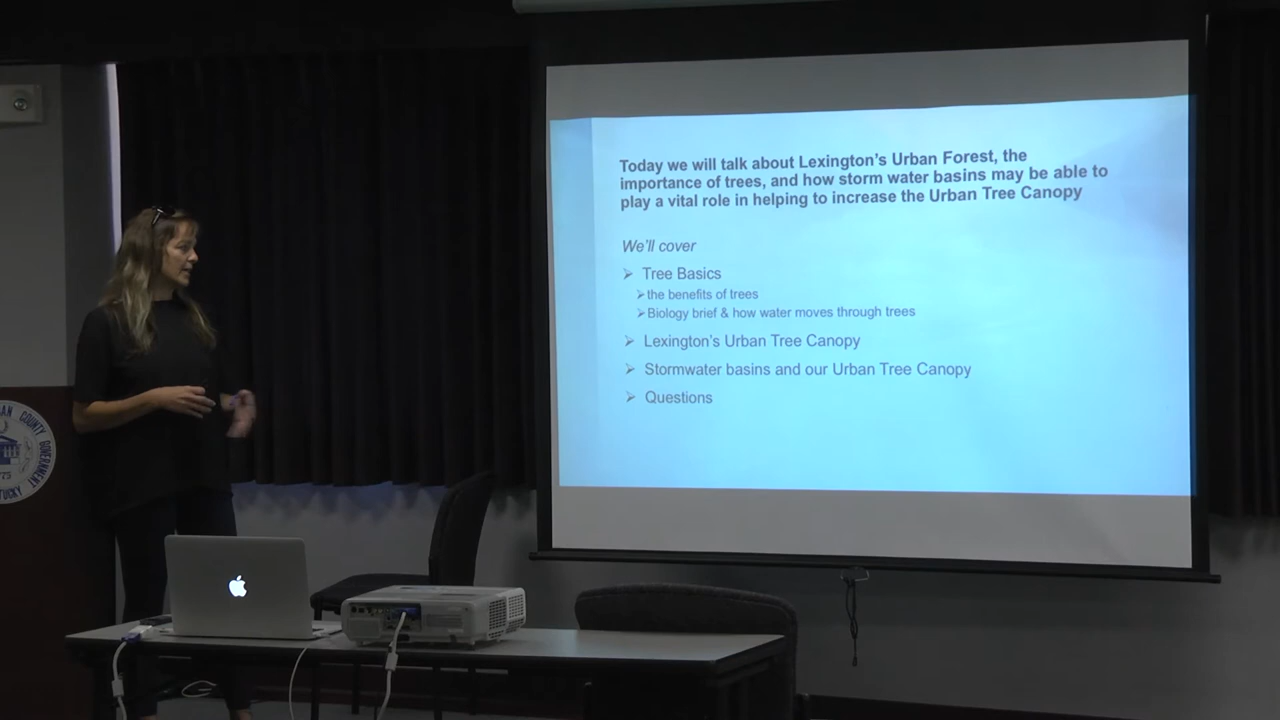 Today we will talk about Lexington's Urban Forest, the
importance of trees, and how storm water basins may be able to
play a vital role in helping to increase the Urban Tree Canopy
We'll cover
➢ Tree Basics
➢ the benefits of trees
➢ Biology brief & how water moves through trees
➢ Lexington's Urban Tree Canopy
➢ Stormwater basins and our Urban Tree Canopy
➢ Questions
COUNTY GOVERNMENT